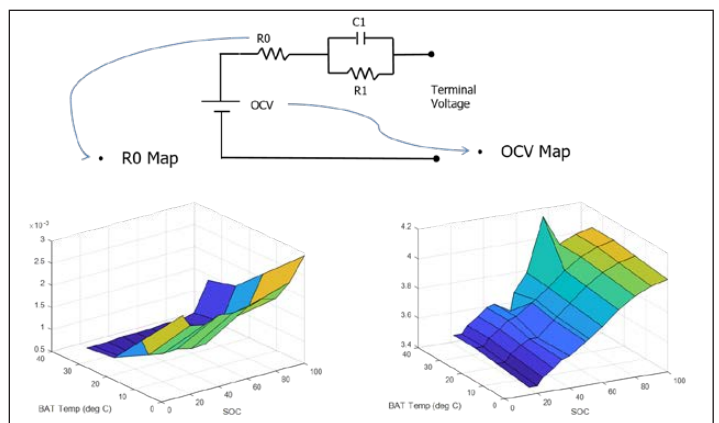 C1
R0
R1
Terminal
Voltage
OCV
• R0 Map
• OCV Map
×10⁻³
3
2.5
2
1.5
1
0.5
40
30
20
10
0
0
20
40
60
80
100
BAT Temp (deg C)
SOC
4.2
4
3.8
3.6
3.4
40
30
20
10
0
0
20
40
60
80
100
BAT Temp (deg C)
SOC